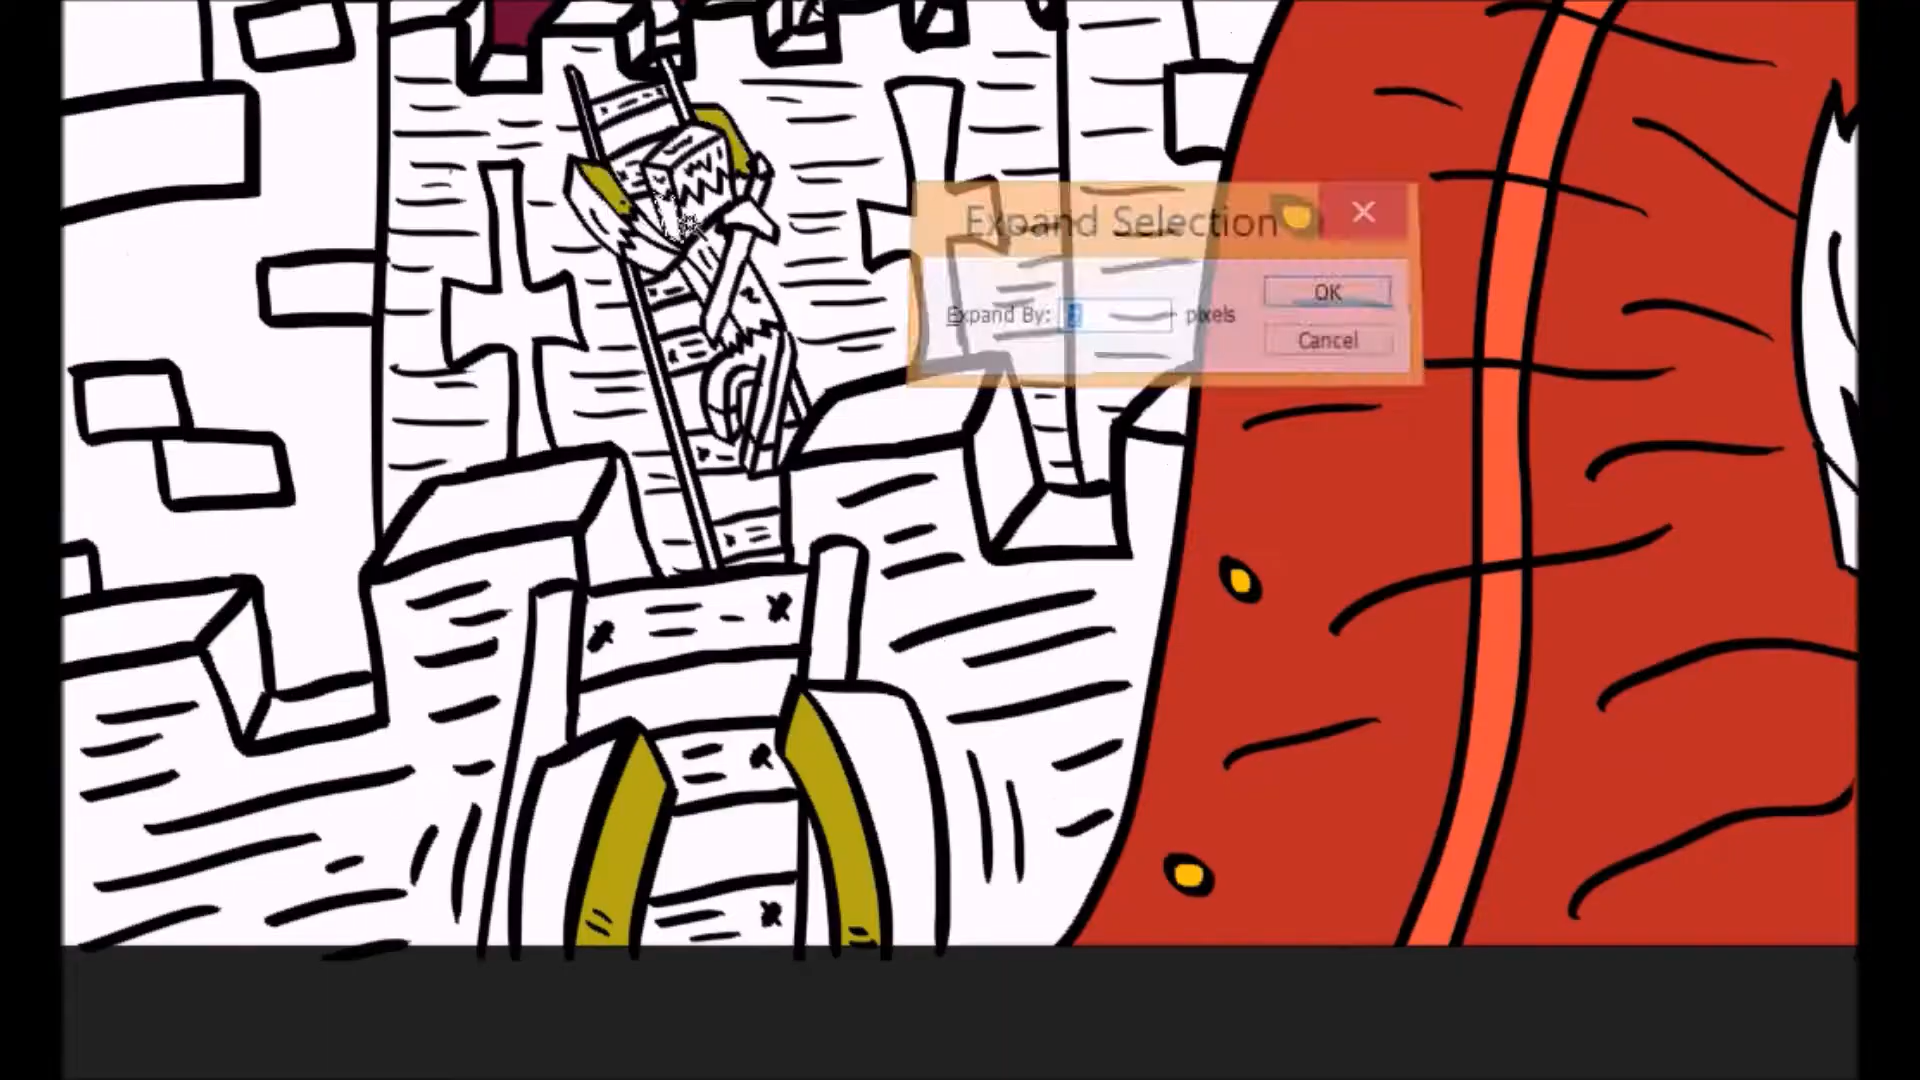 Expand Selection
Expand By:
pixels
OK
Cancel